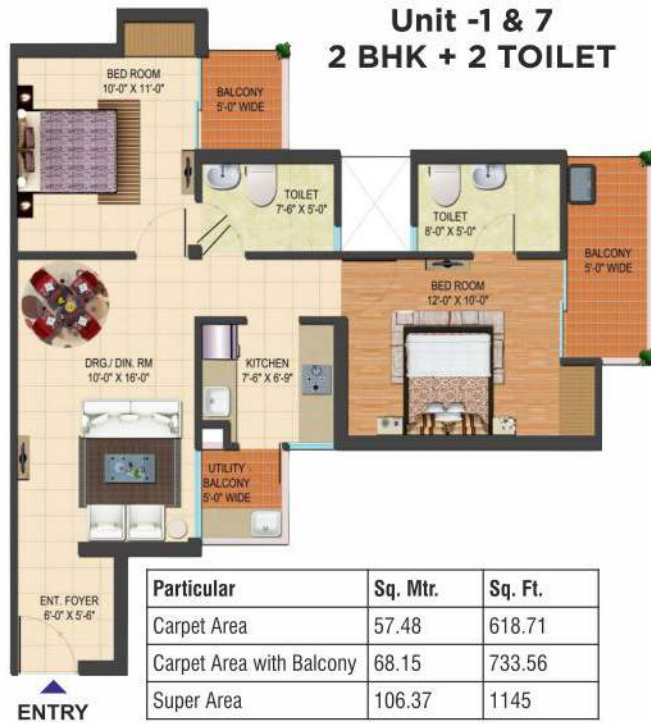 Unit -1 & 7
2 BHK + 2 TOILET
BED ROOM
10'-0" X 11'-0"
BALCONY
5'-0" WIDE
TOILET
7'-6" X 5'-0"
TOILET
8'-0" X 5'-0"
BALCONY
5'-0" WIDE
BED ROOM
12'-0" X 10'-0"
DRG./ DIN. RM
10'-0" X 16'-0"
KITCHEN
7'-6" X 6'-9"
UTILITY
BALCONY
5'-0" WIDE
ENT. FOYER
6'-0" X 5'-6"
ENTRY
Particular Sq. Mtr. Sq. Ft.
Carpet Area 57.48 618.71
Carpet Area with Balcony 68.15 733.56
Super Area 106.37 1145